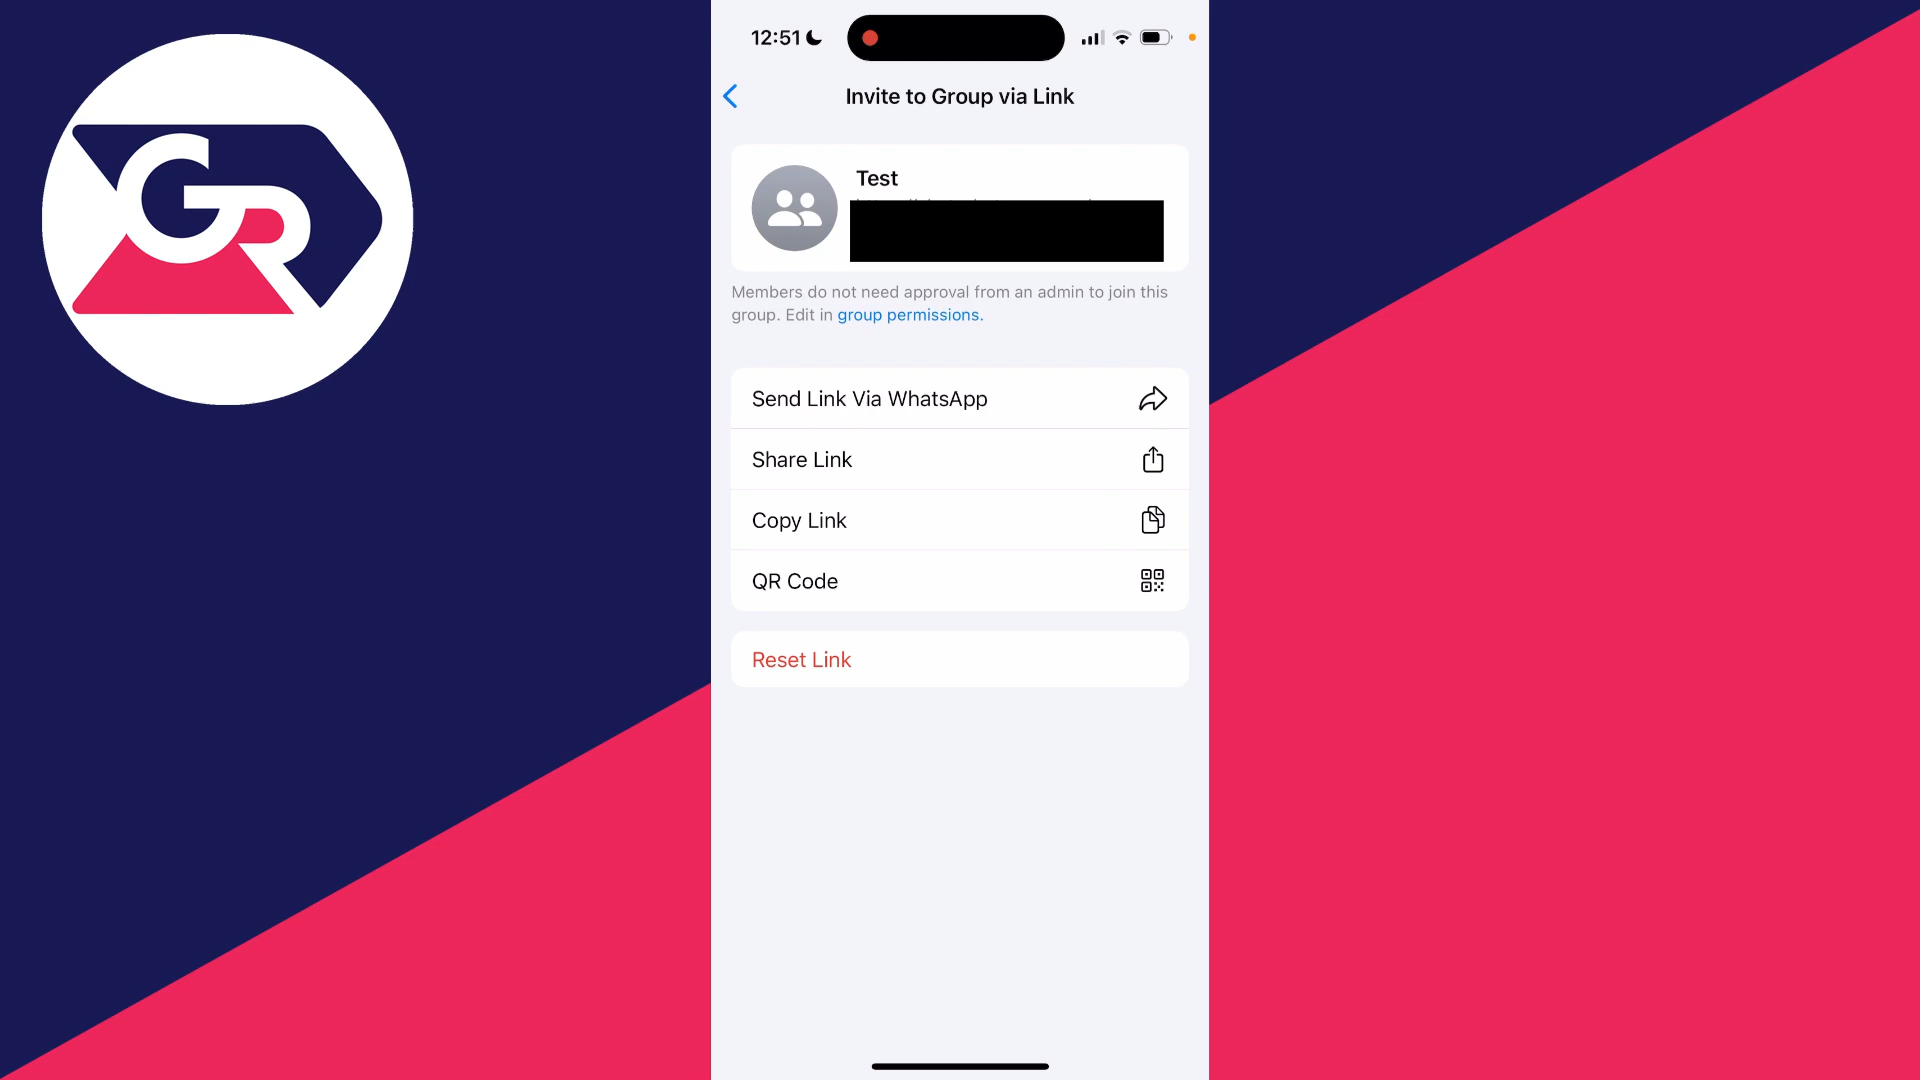 GR
12:51
Invite to Group via Link
Test
Members do not need approval from an admin to join this
group. Edit in group permissions.
Send Link Via WhatsApp
Share Link
Copy Link
QR Code
Reset Link